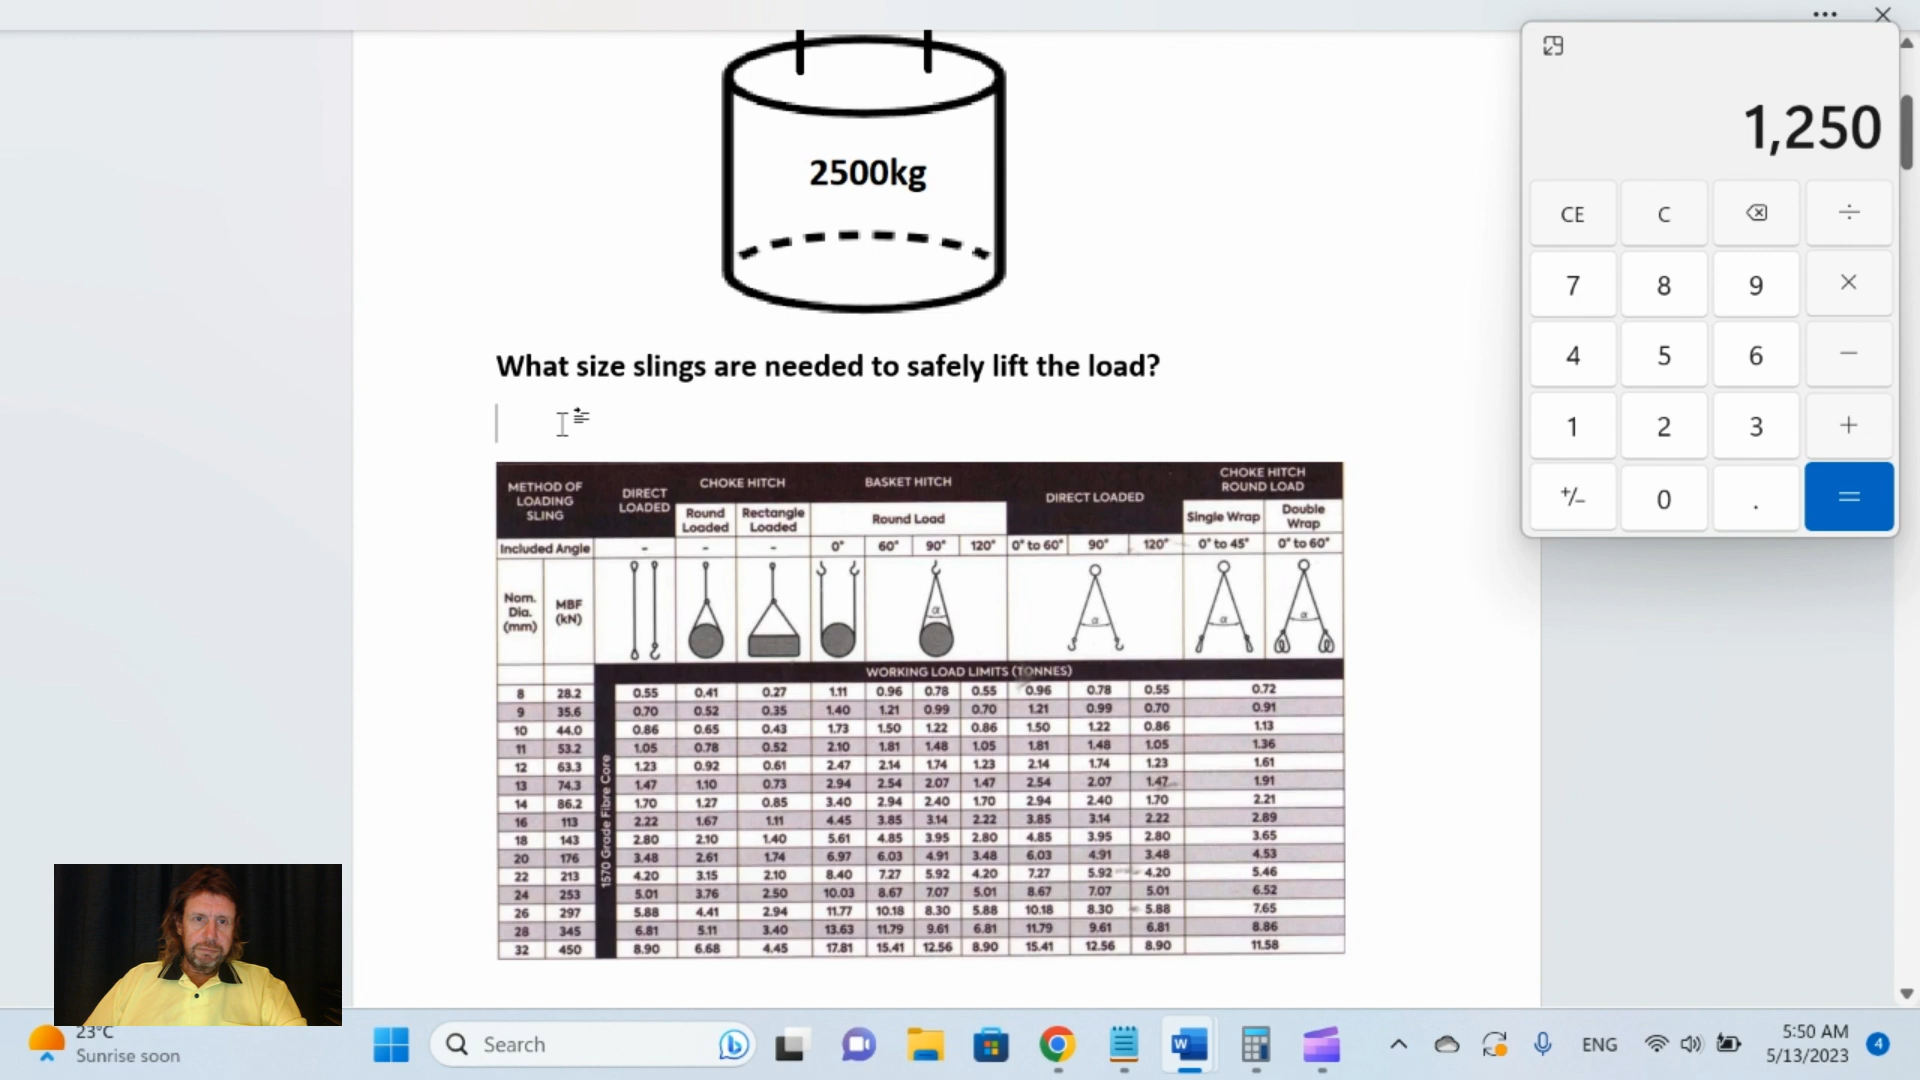 1,250
CE C ÷
7 8 9 ×
4 5 6 −
1 2 3 +
+/− 0 . =
2500kg
What size slings are needed to safely lift the load?
METHOD OF LOADING SLING DIRECT LOADED CHOKE HITCH BASKET HITCH DIRECT LOADED CHOKE HITCH ROUND LOAD
Round Loaded Rectangle Loaded Round Load Single Wrap Double Wrap
Included Angle - - - 0° 60° 90° 120° 0° to 60° 90° 120° 0° to 45° 0° to 60°
Nom. Dia. (mm) MBF (kN) α α α α
WORKING LOAD LIMITS (TONNES)
1570 Grade Fibre Core
8 28.2 0.55 0.41 0.27 1.11 0.96 0.78 0.55 0.96 0.78 0.55 0.72
9 35.6 0.70 0.52 0.35 1.40 1.21 0.99 0.70 1.21 0.99 0.70 0.91
10 44.0 0.86 0.65 0.43 1.73 1.50 1.22 0.86 1.50 1.22 0.86 1.13
11 53.2 1.05 0.78 0.52 2.10 1.81 1.48 1.05 1.81 1.48 1.05 1.36
12 63.3 1.23 0.92 0.61 2.47 2.14 1.74 1.23 2.14 1.74 1.23 1.61
13 74.3 1.47 1.10 0.73 2.94 2.54 2.07 1.47 2.54 2.07 1.47 1.91
14 86.2 1.70 1.27 0.85 3.40 2.94 2.40 1.70 2.94 2.40 1.70 2.21
16 113 2.22 1.67 1.11 4.45 3.85 3.14 2.22 3.85 3.14 2.22 2.89
18 143 2.80 2.10 1.40 5.61 4.85 3.95 2.80 4.85 3.95 2.80 3.65
20 176 3.48 2.61 1.74 6.97 6.03 4.91 3.48 6.03 4.91 3.48 4.53
22 213 4.20 3.15 2.10 8.40 7.27 5.92 4.20 7.27 5.92 4.20 5.46
24 253 5.01 3.76 2.50 10.03 8.67 7.07 5.01 8.67 7.07 5.01 6.52
26 297 5.88 4.41 2.94 11.77 10.18 8.30 5.88 10.18 8.30 5.88 7.65
28 345 6.81 5.11 3.40 13.63 11.79 9.61 6.81 11.79 9.61 6.81 8.86
32 450 8.90 6.68 4.45 17.81 15.41 12.56 8.90 15.41 12.56 8.90 11.58
23°C
Sunrise soon
Search
W
ENG
5:50 AM
5/13/2023
4